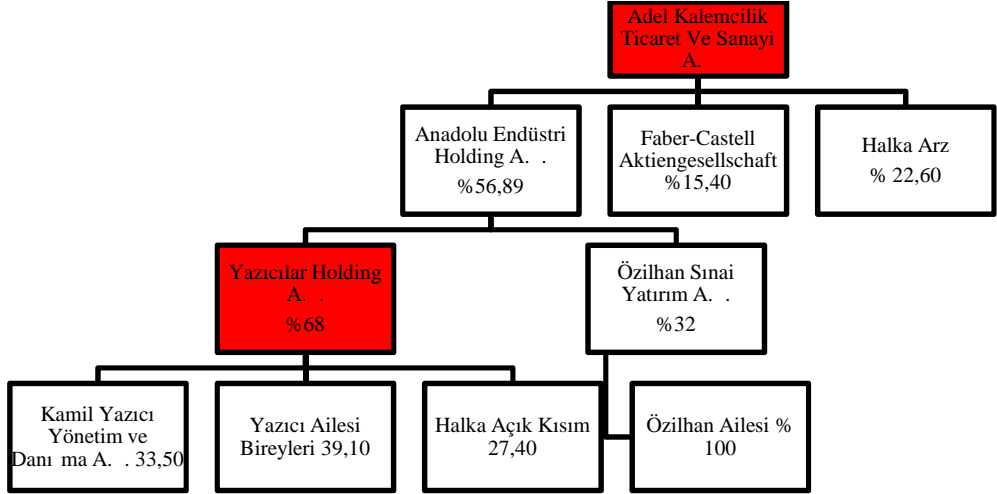 Adel Kalemcilik
Ticaret Ve Sanayi
A.
Anadolu Endüstri
Holding A. .
%56,89
Faber-Castell
Aktiengesellschaft
%15,40
Halka Arz
% 22,60
Yazıcılar Holding
A. .
%68
Özilhan Sınai
Yatırım A. .
%32
Kamil Yazıcı
Yönetim ve
Danı ma A. . 33,50
Yazıcı Ailesi
Bireyleri 39,10
Halka Açık Kısım
27,40
Özilhan Ailesi %
100